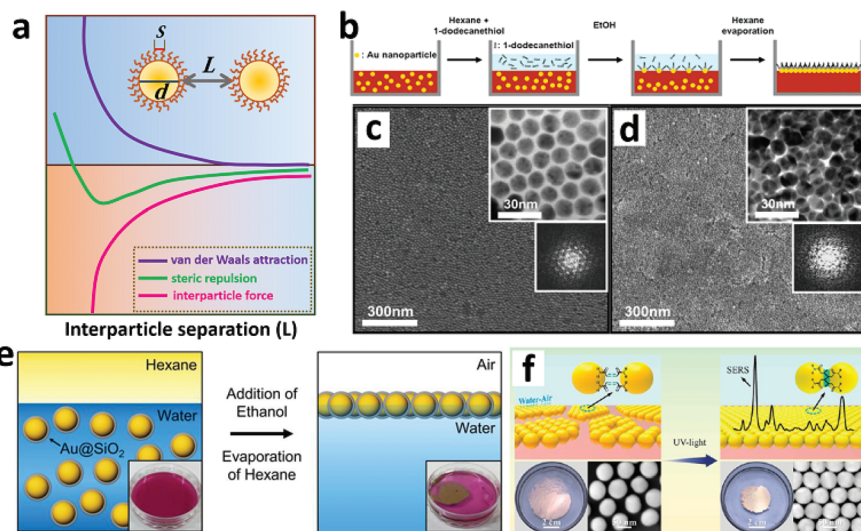 a
s
L
d
van der Waals attraction
steric repulsion
interparticle force
Interparticle separation (L)
b
Hexane +
1-dodecanethiol
EtOH
Hexane
evaporation
: Au nanoparticle
: 1-dodecanethiol
c
30nm
300nm
d
30nm
300nm
e
Hexane
Water
Au@SiO2
Addition of
Ethanol
Evaporation
of Hexane
Air
Water
f
Water-Air
UV-light
SERS
2 cm
2 cm